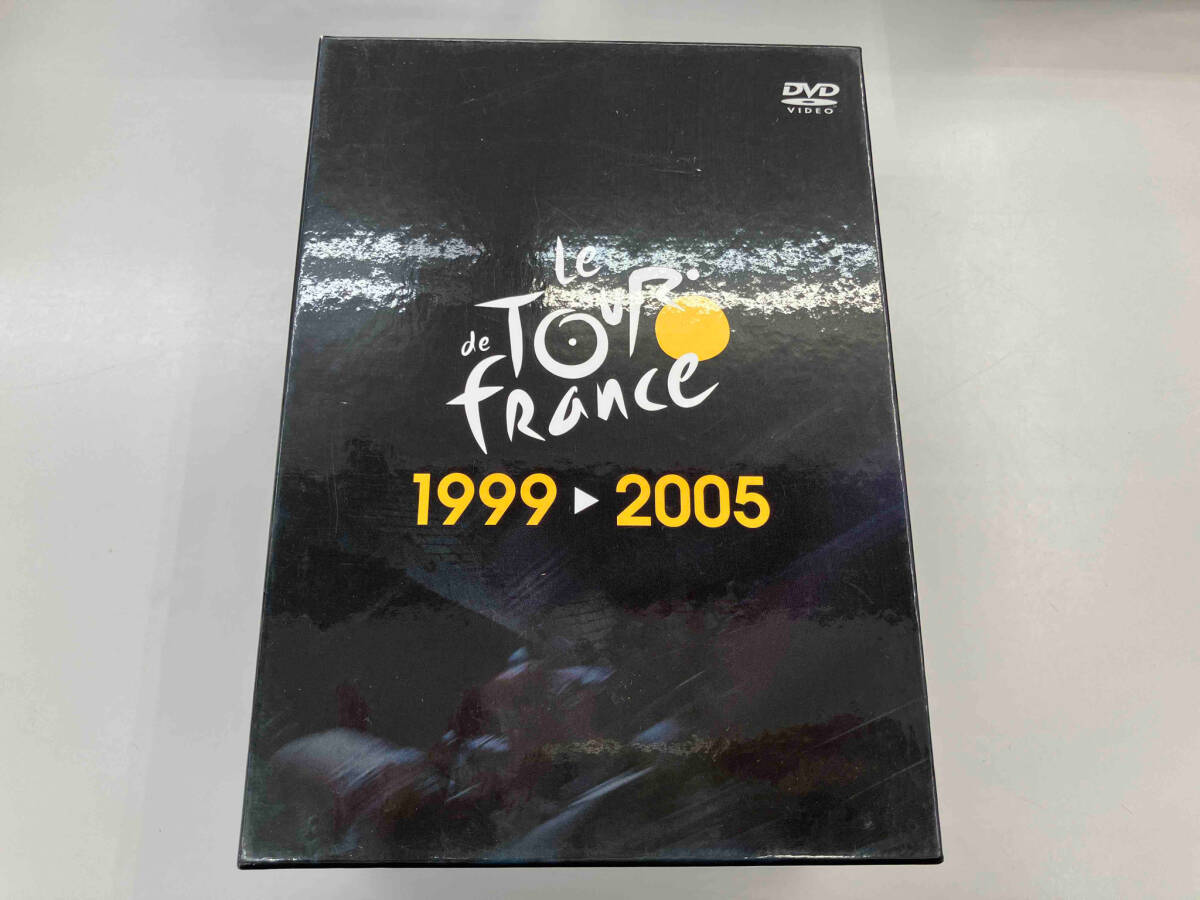 DVD
VIDEO
Le
de TOUR
France
1999 ▶ 2005